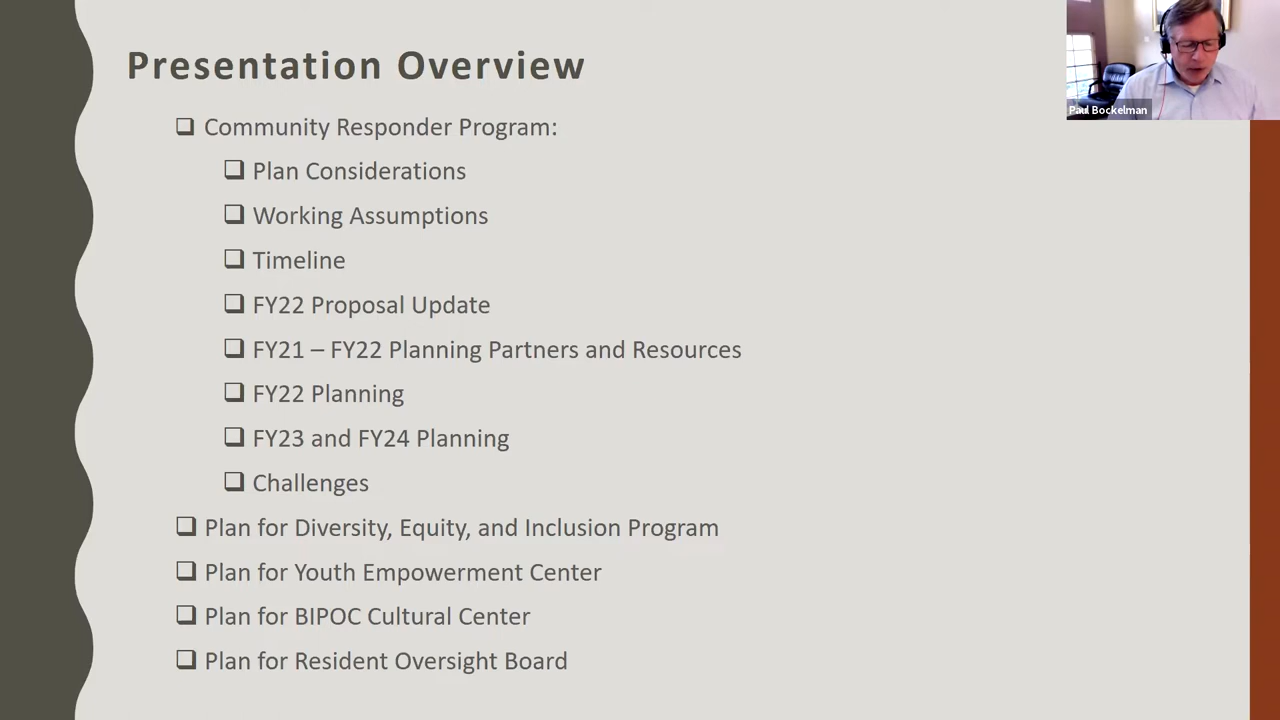 Presentation Overview
Paul Bockelman
Community Responder Program:
Plan Considerations
Working Assumptions
Timeline
FY22 Proposal Update
FY21 – FY22 Planning Partners and Resources
FY22 Planning
FY23 and FY24 Planning
Challenges
Plan for Diversity, Equity, and Inclusion Program
Plan for Youth Empowerment Center
Plan for BIPOC Cultural Center
Plan for Resident Oversight Board